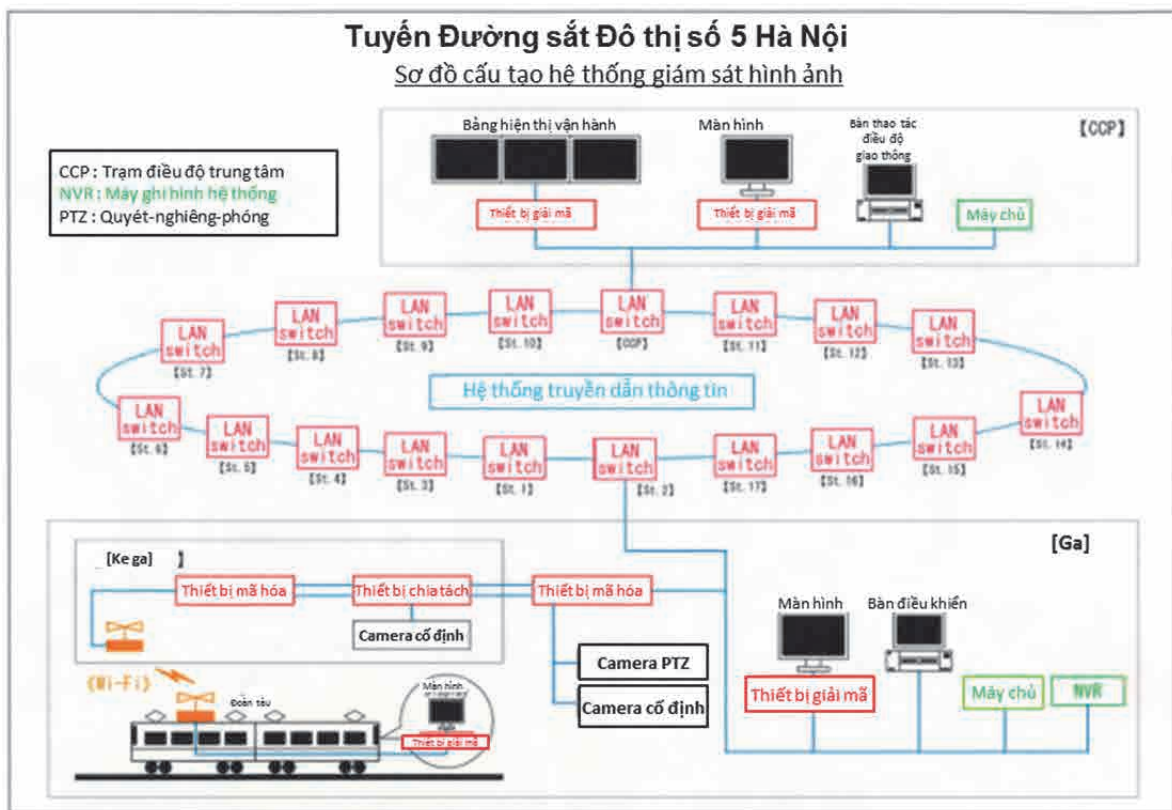 Tuyến Đường sắt Đô thị số 5 Hà Nội
Sơ đồ cấu tạo hệ thống giám sát hình ảnh
CCP : Trạm điều độ trung tâm
NVR : Máy ghi hình hệ thống
PTZ : Quyét-nghiêng-phóng
Bảng hiện thị vận hành
Màn hình
Bàn thao tác
điều độ
giao thông
【CCP】
Thiết bị giải mã
Thiết bị giải mã
Máy chủ
LAN
switch
【St. 7】
LAN
switch
【St. 8】
LAN
switch
【St. 9】
LAN
switch
【St. 10】
LAN
switch
【CCP】
LAN
switch
【St. 11】
LAN
switch
【St. 12】
LAN
switch
【St. 13】
Hệ thống truyền dẫn thông tin
LAN
switch
【St. 6】
LAN
switch
【St. 5】
LAN
switch
【St. 4】
LAN
switch
【St. 3】
LAN
switch
【St. 1】
LAN
switch
【St. 2】
LAN
switch
【St. 17】
LAN
switch
【St. 16】
LAN
switch
【St. 15】
LAN
switch
【St. 14】
[Ga]
[Ke ga] 】
Thiết bị mã hóa
Thiết bị chia tách
Thiết bị mã hóa
Camera cố định
Màn hình
Bàn điều khiển
Camera PTZ
Camera cố định
Thiết bị giải mã
Máy chủ
NVR
(Wi-Fi)
Đoàn tàu
Màn hình
Thiết bị giải mã